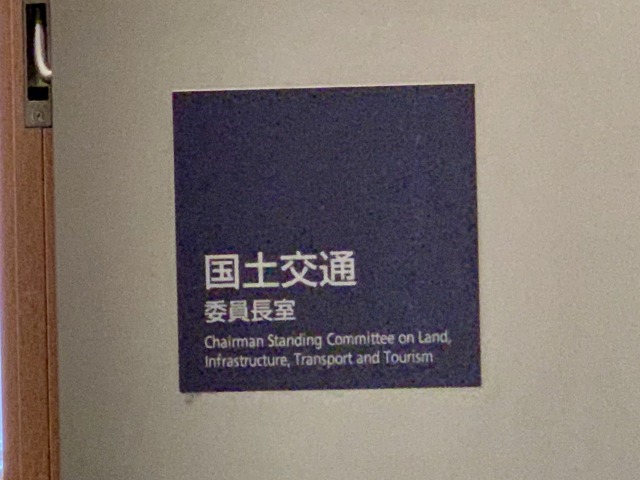 国土交通
委員長室
Chairman Standing Committee on Land,
Infrastructure, Transport and Tourism